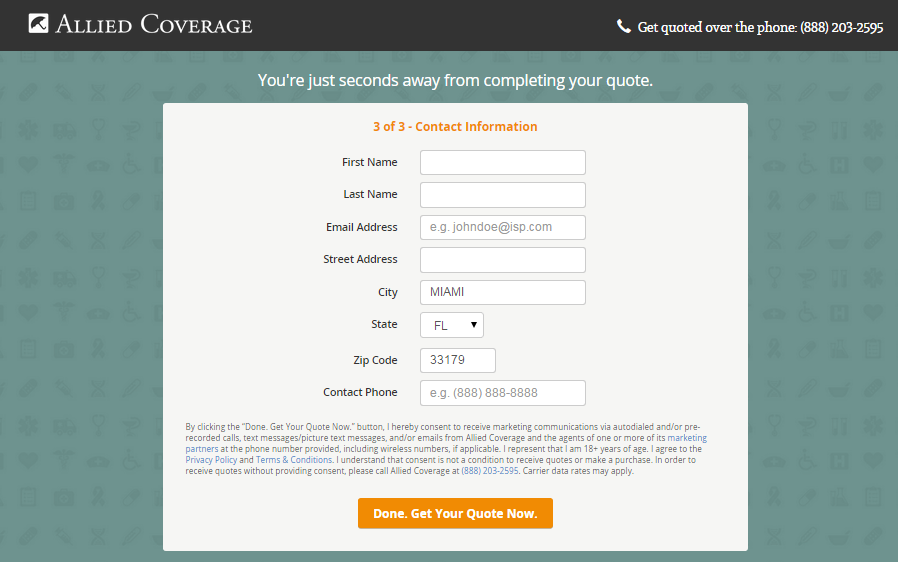 ALLIED COVERAGE
Get quoted over the phone: (888) 203-2595
You're just seconds away from completing your quote.
3 of 3 - Contact Information
First Name
Last Name
Email Address e.g. johndoe@isp.com
Street Address
City MIAMI
State FL
Zip Code 33179
Contact Phone e.g. (888) 888-8888
By clicking the "Done. Get Your Quote Now." button, I hereby consent to receive marketing communications via autodialed and/or pre-
recorded calls, text messages/picture text messages, and/or emails from Allied Coverage and the agents of one or more of its marketing
partners at the phone number provided, including wireless numbers, if applicable. I represent that I am 18+ years of age. I agree to the
Privacy Policy and Terms & Conditions. I understand that consent is not a condition to receive quotes or make a purchase. In order to
receive quotes without providing consent, please call Allied Coverage at (888) 203-2595. Carrier data rates may apply.
Done. Get Your Quote Now.